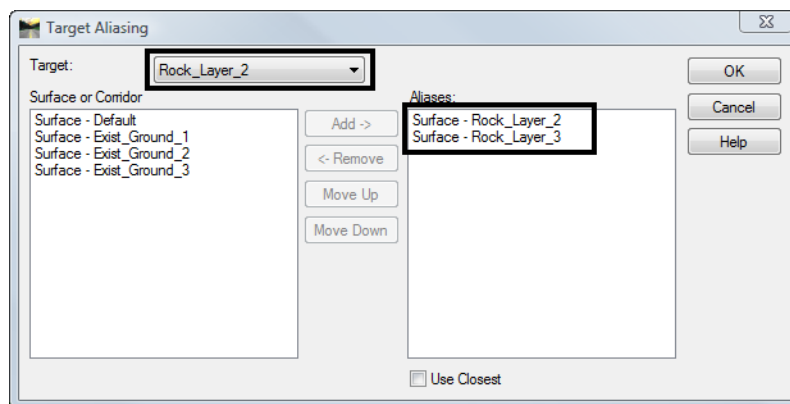 Target Aliasing
Target:
Rock_Layer_2
Surface or Corridor
Surface - Default
Surface - Exist_Ground_1
Surface - Exist_Ground_2
Surface - Exist_Ground_3
Add ->
<- Remove
Move Up
Move Down
Aliases:
Surface - Rock_Layer_2
Surface - Rock_Layer_3
Use Closest
OK
Cancel
Help